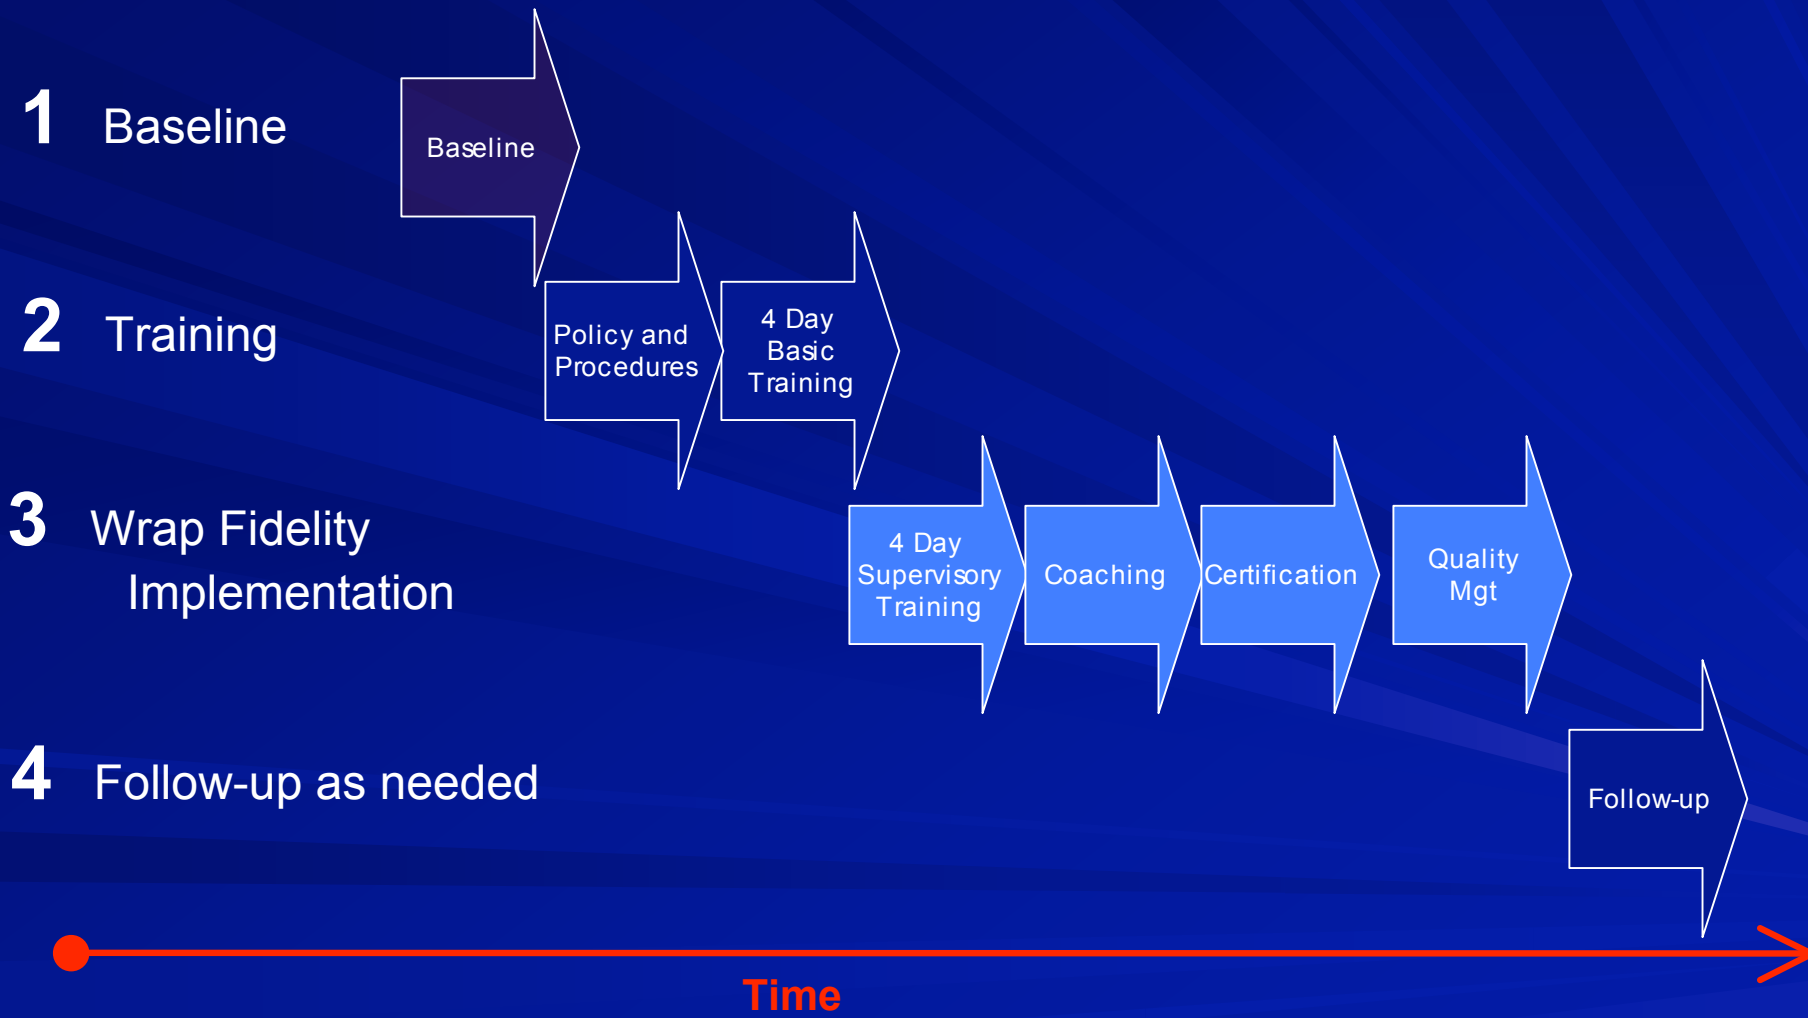 1 Baseline
Baseline
2 Training
Policy and
Procedures
4 Day
Basic
Training
3 Wrap Fidelity
Implementation
4 Day
Supervisory
Training
Coaching
Certification
Quality
Mgt
4 Follow-up as needed
Follow-up
Time